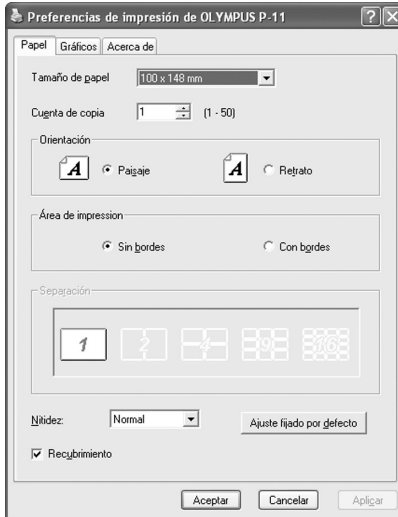 Preferencias de impresión de OLYMPUS P-11
Papel Gráficos Acerca de
Tamaño de papel 100 x 148 mm
Cuenta de copia 1 (1 - 50)
Orientación
A Paisaje A Retrato
Área de impression
Sin bordes Con bordes
Separación
1 2 4 9 16
Nitidez: Normal Ajuste fijado por defecto
Recubrimiento
Aceptar Cancelar Aplicar